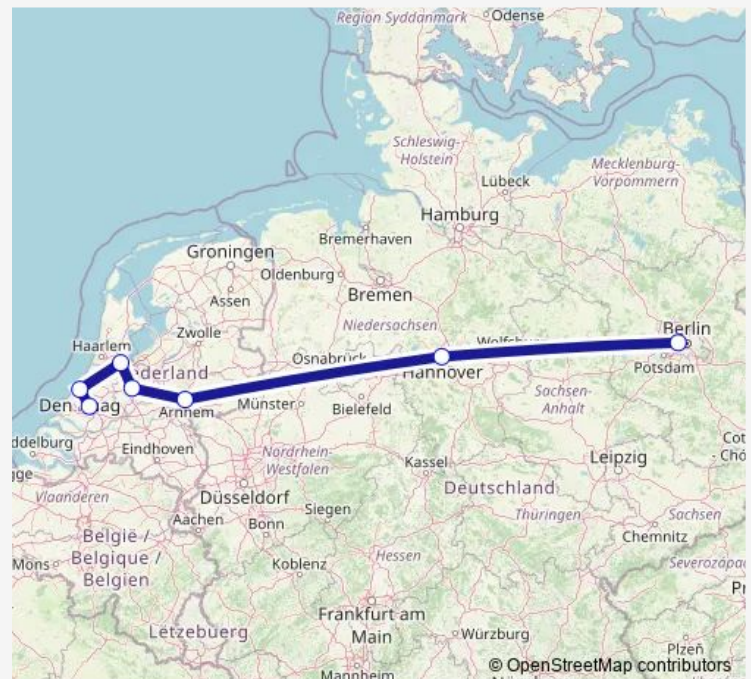 Region Syddanmark
Odense
Schleswig-
Holstein
Mecklenburg-
Vorpommern
Lübeck
Hamburg
Bremerhaven
Groningen
Oldenburg
Assen
Bremen
Niedersachsen
Zwolle
Haarlem
Berlin
Osnabrück
Potsdam
Hannover
Sachsen-
Anhalt
Den
Arnhem
Münster
Bielefeld
Eindhoven
Nordrhein-
Westfalen
Kassel
Leipzig
Vlaanderen
Düsseldorf
Deutschland
Siegen
Thüringen
Sachsen
Aachen
Bonn
Chemnitz
België /
Belgique /
Belgien
Mons
Koblenz
Hessen
Frankfurt am
Main
Lëtzebuerg
Würzburg
Plzeň
Mannheim
© OpenStreetMap contributors